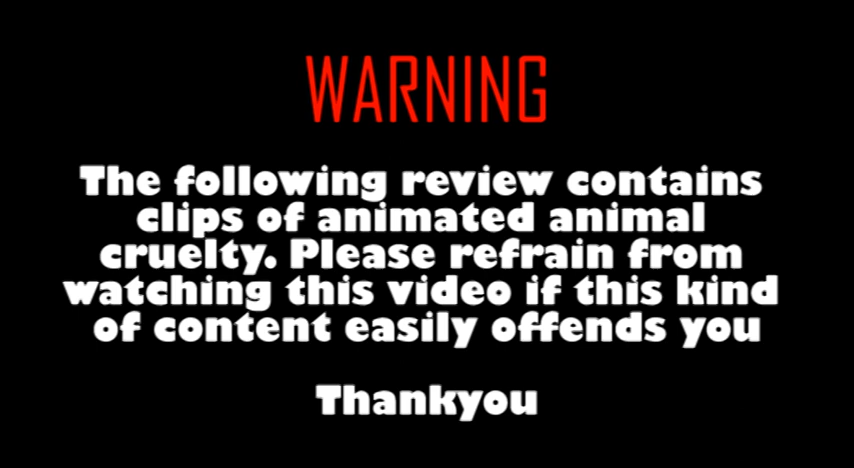 WARNING
The following review contains
clips of animated animal
cruelty. Please refrain from
watching this video if this kind
of content easily offends you
Thankyou